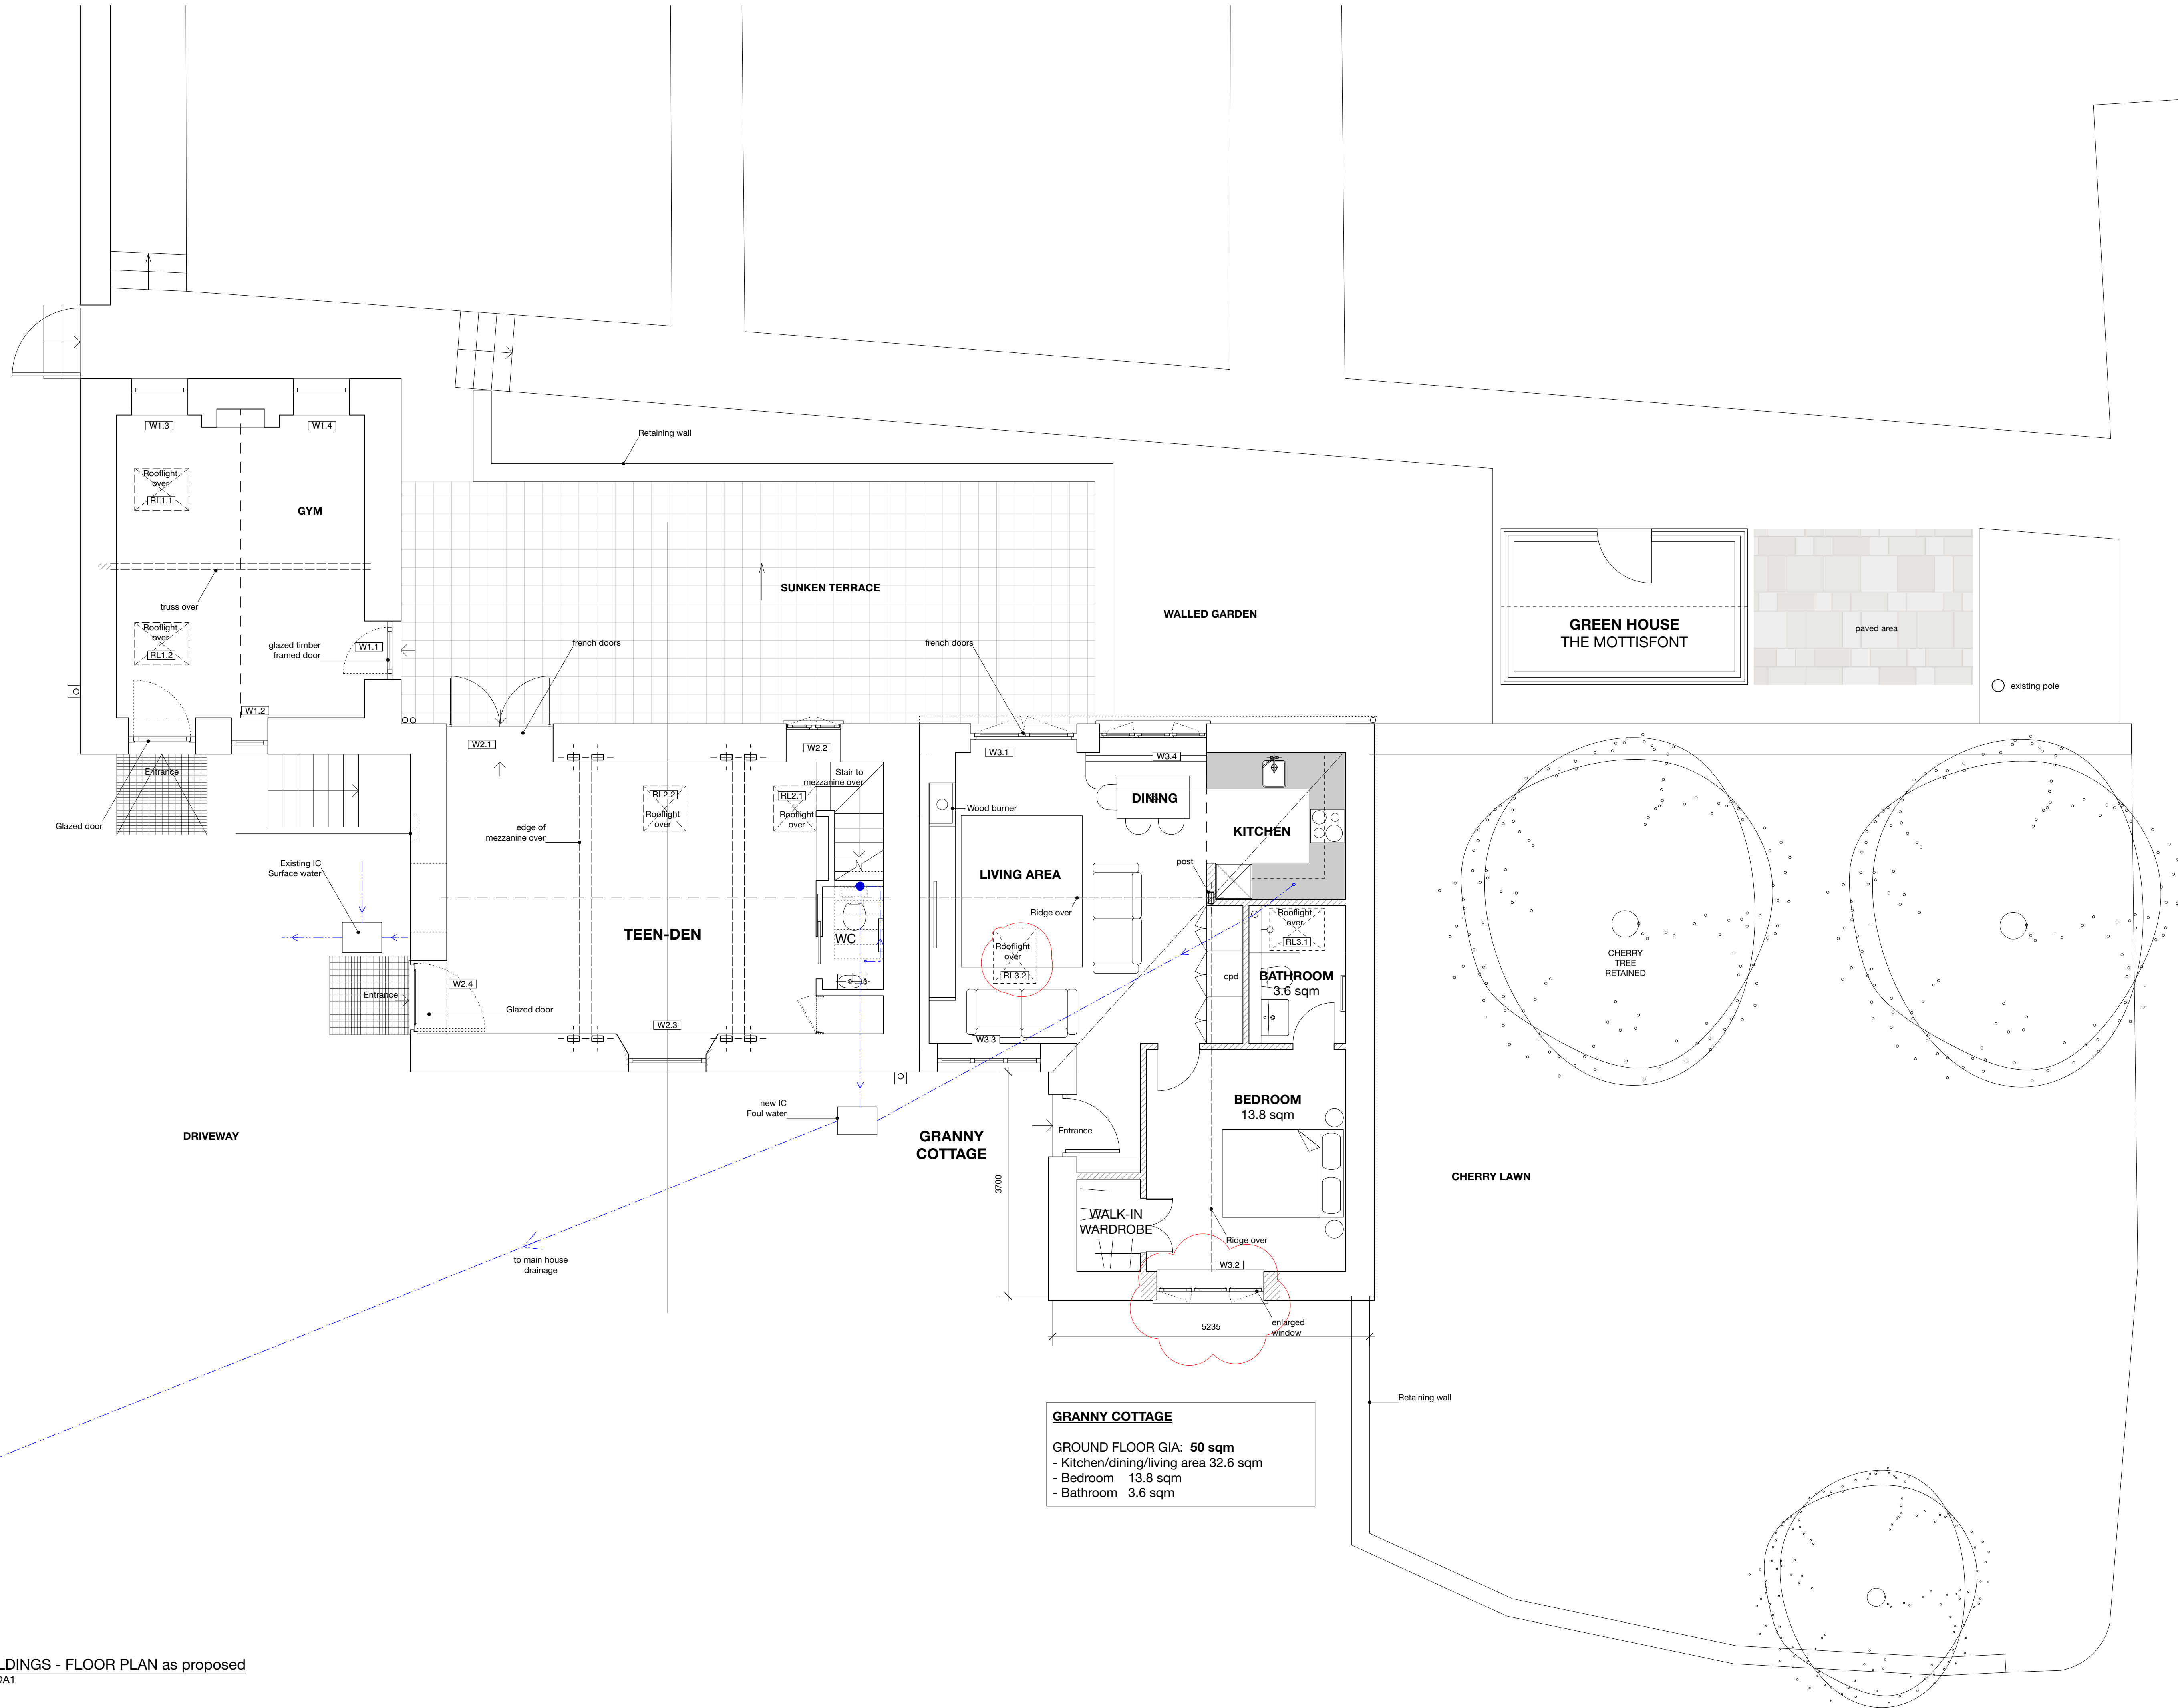 Retaining wall
W1.3
W1.4
Rooflight
over
RL1.1
GYM
truss over
Rooflight
over
RL1.2
glazed timber
framed door
W1.1
W1.2
SUNKEN TERRACE
french doors
french doors
WALLED GARDEN
GREEN HOUSE
THE MOTTISFONT
paved area
existing pole
Entrance
Glazed door
W2.1
W2.2
Stair to
mezzanine over
RL2.2
Rooflight
over
RL2.1
Rooflight
over
edge of
mezzanine over
Existing IC
Surface water
TEEN-DEN
WC
Entrance
W2.4
Glazed door
W2.3
W3.1
W3.4
Wood burner
DINING
KITCHEN
post
LIVING AREA
Ridge over
Rooflight
over
RL3.2
W3.3
Rooflight
over
RL3.1
cpd
BATHROOM
3.6 sqm
CHERRY
TREE
RETAINED
new IC
Foul water
DRIVEWAY
GRANNY
COTTAGE
Entrance
BEDROOM
13.8 sqm
3700
WALK-IN
WARDROBE
Ridge over
W3.2
CHERRY LAWN
to main house
drainage
5235
enlarged
window
Retaining wall
GRANNY COTTAGE
GROUND FLOOR GIA: 50 sqm
- Kitchen/dining/living area 32.6 sqm
- Bedroom 13.8 sqm
- Bathroom 3.6 sqm
LDINGS - FLOOR PLAN as proposed
A1